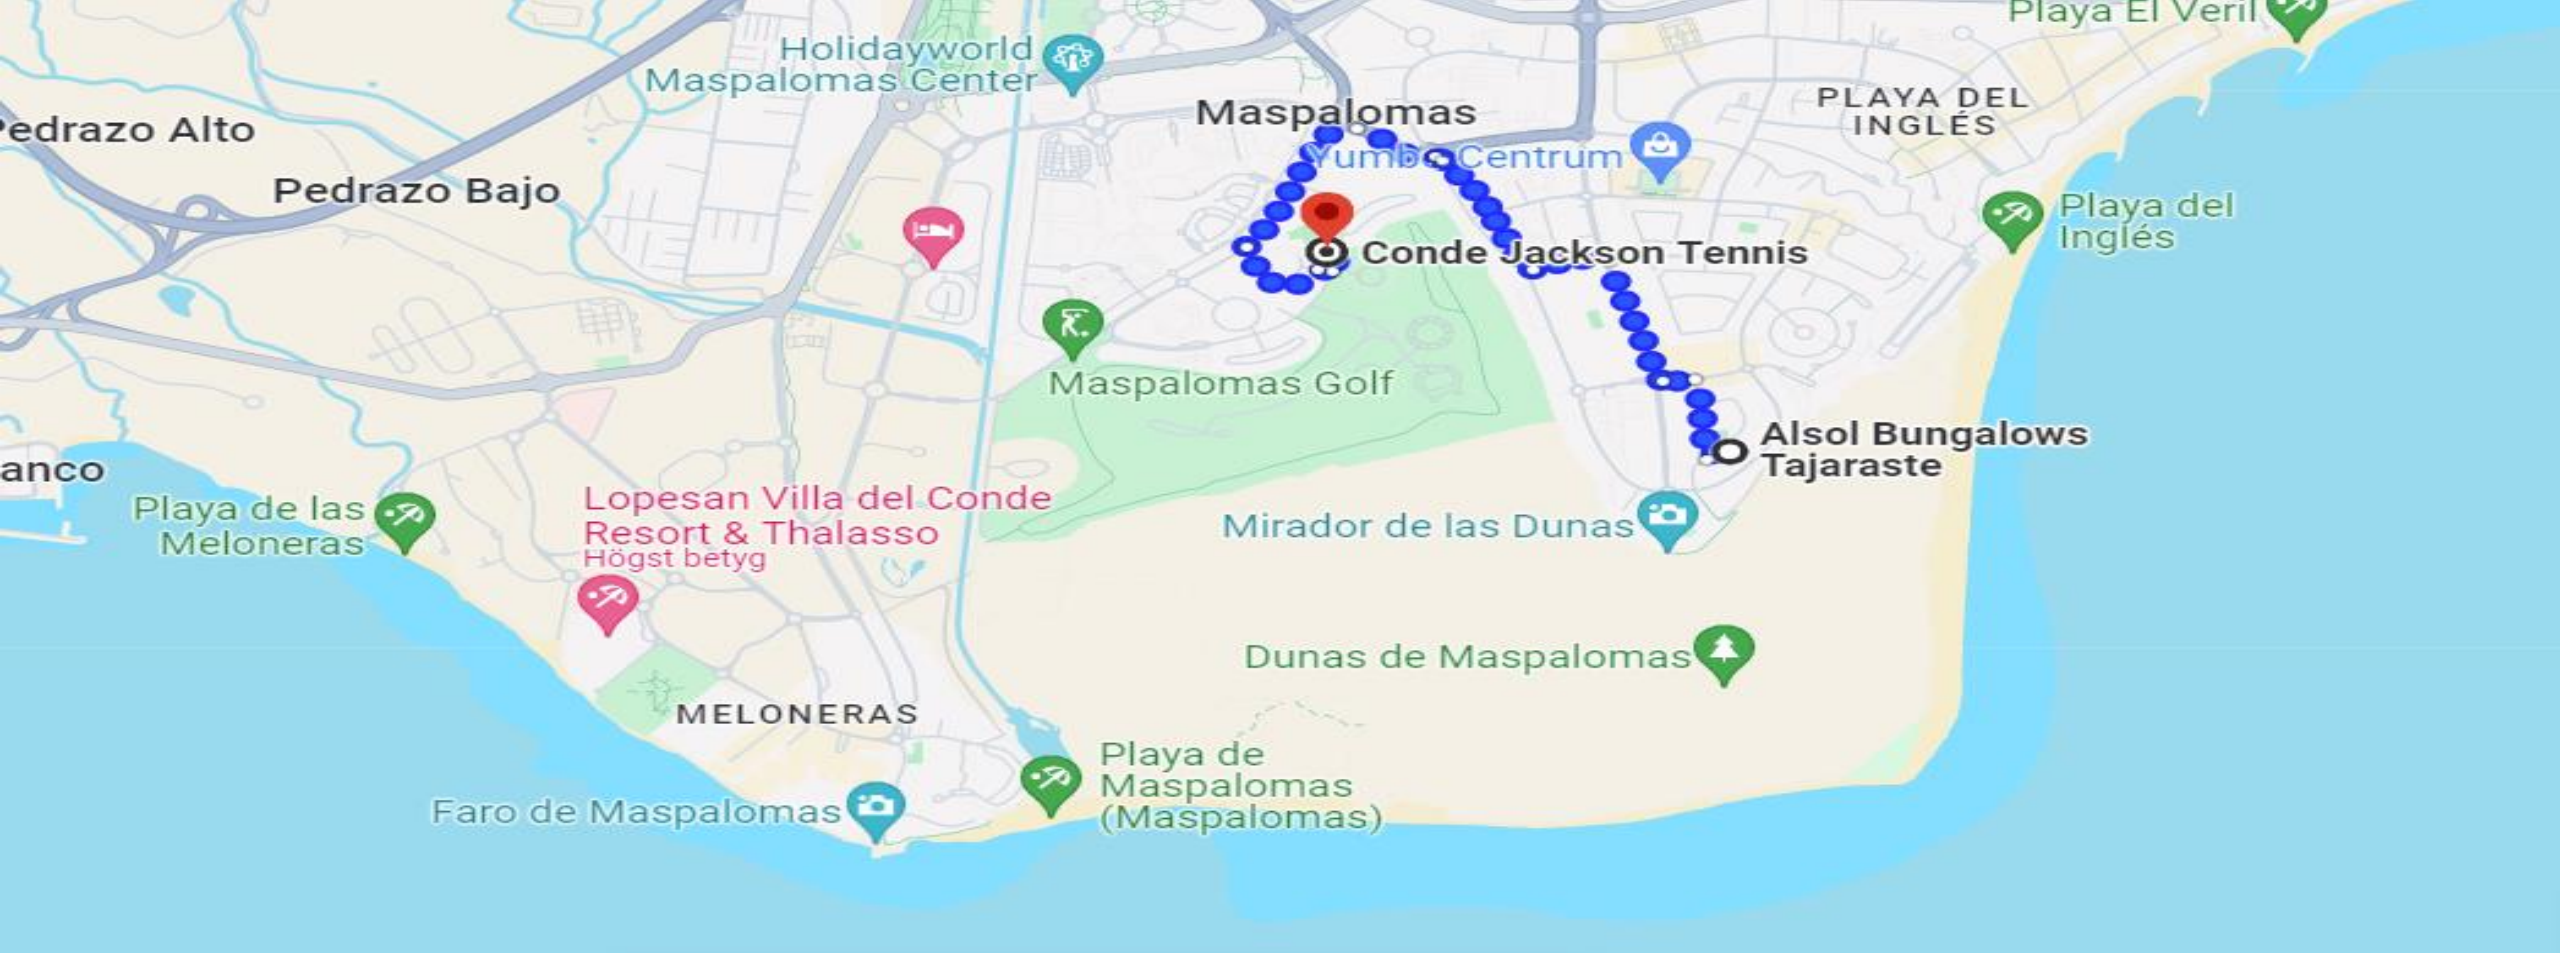 Playa El Veril
Holidayworld
Maspalomas Center
PLAYA DEL
INGLÉS
Maspalomas
Pedrazo Alto
Yumbo Centrum
Pedrazo Bajo
Playa del
Inglés
Conde Jackson Tennis
Maspalomas Golf
Alsol Bungalows
Tajaraste
anco
Lopesan Villa del Conde
Resort & Thalasso
Högst betyg
Playa de las
Meloneras
Mirador de las Dunas
Dunas de Maspalomas
MELONERAS
Playa de
Maspalomas
(Maspalomas)
Faro de Maspalomas